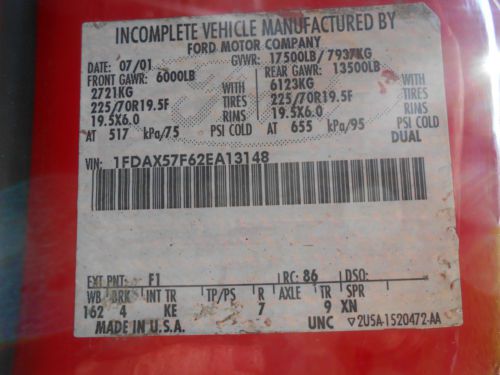 INCOMPLETE VEHICLE MANUFACTURED BY
FORD MOTOR COMPANY
DATE: 07/01 GVWR: 17500LB/ 7937KG
FRONT GAWR: 6000LB REAR GAWR: 13500LB
2721KG WITH 6123KG WITH
225/70R19.5F TIRES 225/70R19.5F TIRES
19.5X6.0 RIMS 19.5X6.0 RIMS
AT 517 kPa/75 PSI COLD AT 655 kPa/95 PSI COLD
DUAL
VIN: 1FDAX57F62EA13148
EXT PNT: F1 RC: 86 DSO:
WB BRK INT TR TP/PS R AXLE TR SPR
162 4 KE 7 9 XN
MADE IN U.S.A. UNC 2U5A-1520472-AA